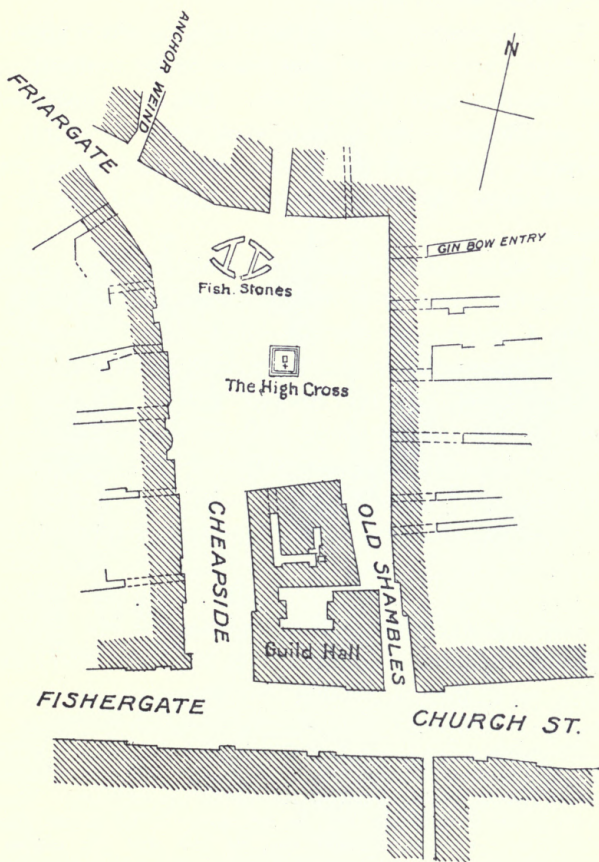 ANCHOR WEIND
FRIARGATE
N
GIN BOW ENTRY
Fish. Stones
The High Cross
CHEAPSIDE
OLD SHAMBLES
Guild Hall
FISHERGATE
CHURCH ST.